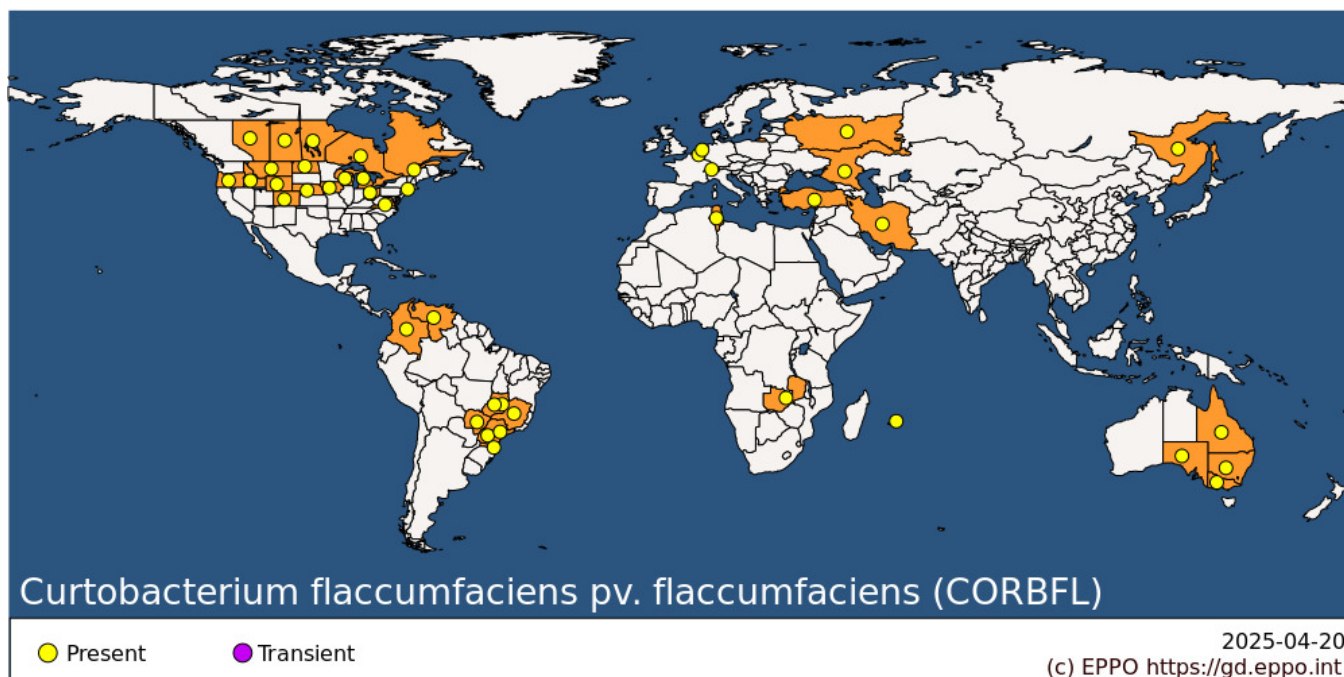 Curtobacterium flaccumfaciens pv. flaccumfaciens (CORBFL)
Present
Transient
2025-04-20
(c) EPPO https://gd.eppo.int